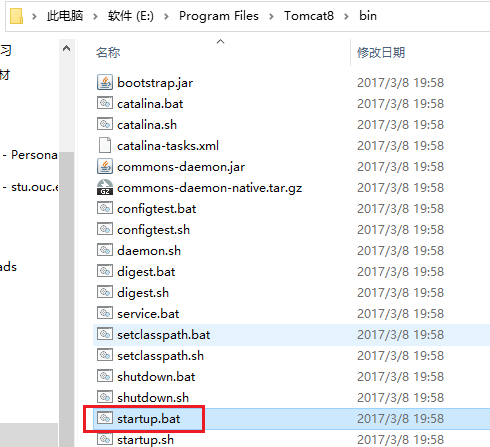 此电脑 › 软件 (E:) › Program Files › Tomcat8 › bin
名称 修改日期
习
材
- Persona
- stu.ouc.e
ads
bootstrap.jar 2017/3/8 19:58
catalina.bat 2017/3/8 19:58
catalina.sh 2017/3/8 19:58
catalina-tasks.xml 2017/3/8 19:58
commons-daemon.jar 2017/3/8 19:58
commons-daemon-native.tar.gz 2017/3/8 19:58
configtest.bat 2017/3/8 19:58
configtest.sh 2017/3/8 19:58
daemon.sh 2017/3/8 19:58
digest.bat 2017/3/8 19:58
digest.sh 2017/3/8 19:58
service.bat 2017/3/8 19:58
setclasspath.bat 2017/3/8 19:58
setclasspath.sh 2017/3/8 19:58
shutdown.bat 2017/3/8 19:58
shutdown.sh 2017/3/8 19:58
startup.bat 2017/3/8 19:58
startup.sh 2017/3/8 19:58